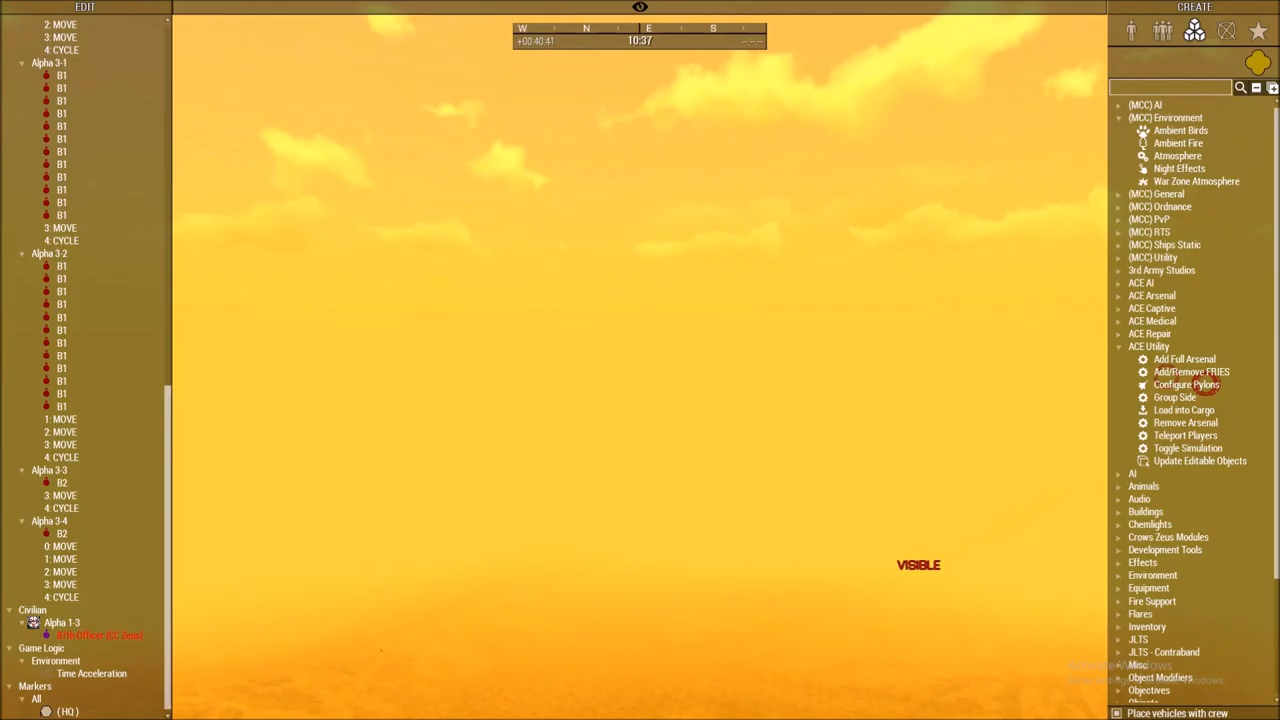 EDIT
2: MOVE
3: MOVE
4: CYCLE
Alpha 3-1
B1
B1
B1
B1
B1
B1
B1
B1
B1
B1
B1
B1
3: MOVE
4: CYCLE
Alpha 3-2
B1
B1
B1
B1
B1
B1
B1
B1
B1
B1
B1
B1
1: MOVE
2: MOVE
3: MOVE
4: CYCLE
Alpha 3-3
B2
3: MOVE
4: CYCLE
Alpha 3-4
B2
0: MOVE
1: MOVE
2: MOVE
3: MOVE
4: CYCLE
Civilian
Alpha 1-3
87th Officer (CC Zeus)
Game Logic
Environment
Time Acceleration
Markers
All
(HQ )
W N E S
+00:40:41 10:37 --:--:--
VISIBLE
CREATE
(MCC) AI
(MCC) Environment
Ambient Birds
Ambient Fire
Atmosphere
Night Effects
War Zone Atmosphere
(MCC) General
(MCC) Ordnance
(MCC) PvP
(MCC) RTS
(MCC) Ships Static
(MCC) Utility
3rd Army Studios
ACE AI
ACE Arsenal
ACE Captive
ACE Medical
ACE Repair
ACE Utility
Add Full Arsenal
Add/Remove FRIES
Configure Pylons
Group Side
Load into Cargo
Remove Arsenal
Teleport Players
Toggle Simulation
Update Editable Objects
AI
Animals
Audio
Buildings
Chemlights
Crows Zeus Modules
Development Tools
Effects
Environment
Equipment
Fire Support
Flares
Inventory
JLTS
JLTS - Contraband
Misc
Object Modifiers
Objectives
Objects
Place vehicles with crew